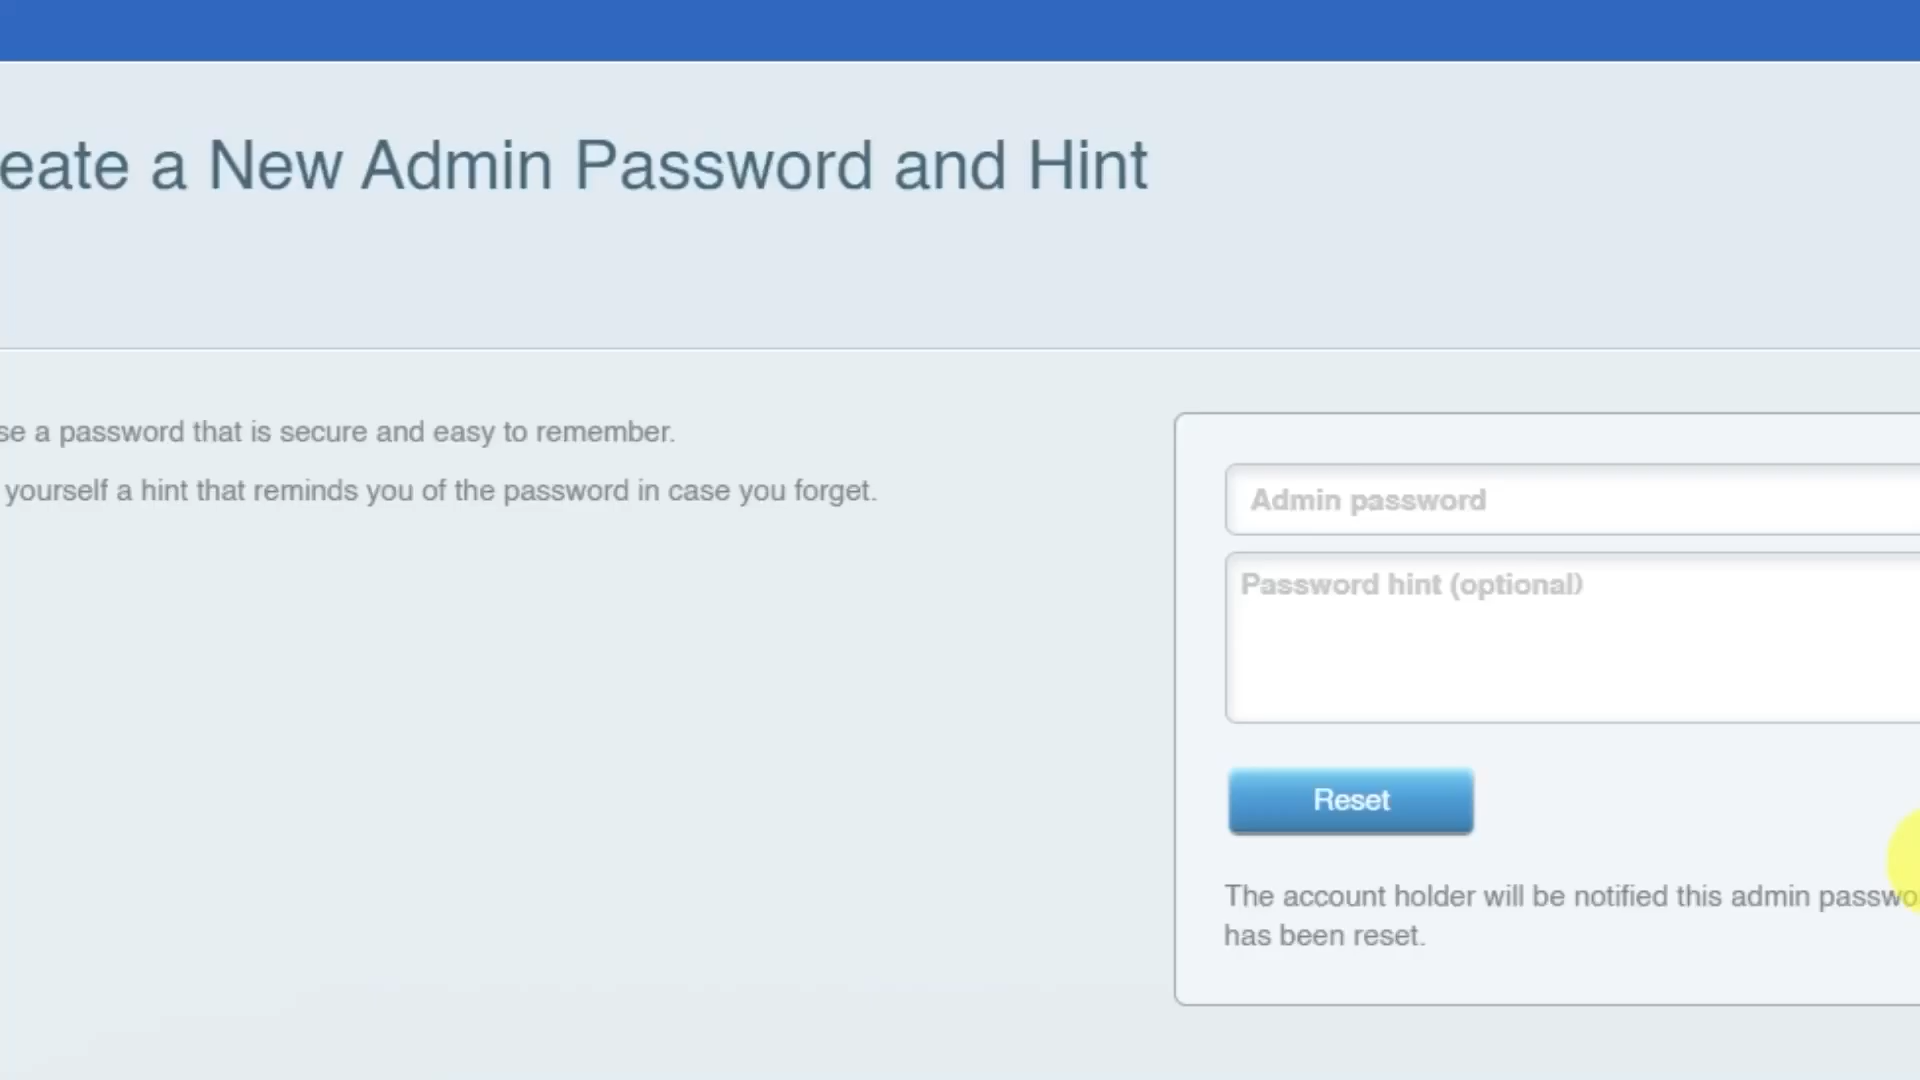 eate a New Admin Password and Hint
se a password that is secure and easy to remember.
yourself a hint that reminds you of the password in case you forget.
Admin password
Password hint (optional)
Reset
The account holder will be notified this admin passwo
has been reset.